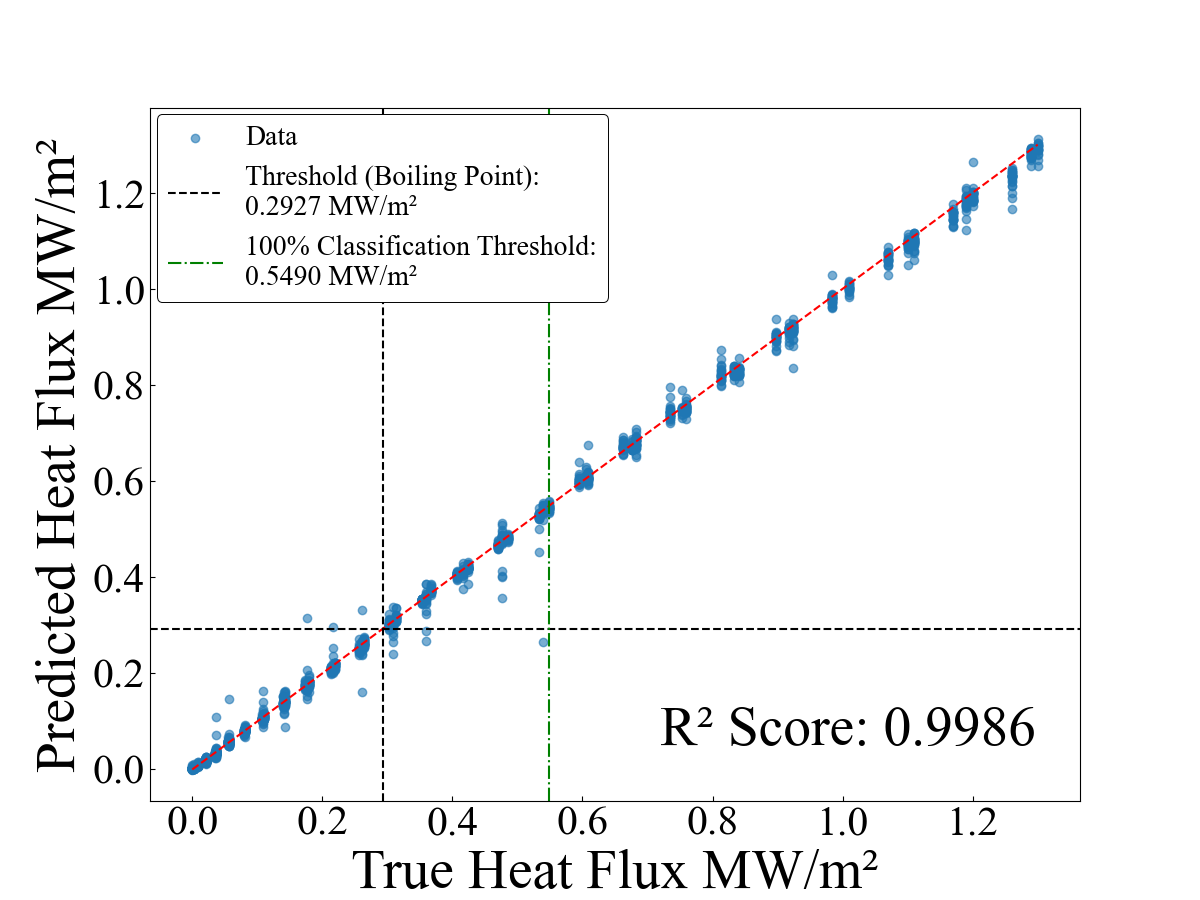 Data
Threshold (Boiling Point):
0.2927 MW/m²
100% Classification Threshold:
0.5490 MW/m²
Predicted Heat Flux MW/m²
1.2
1.0
0.8
0.6
0.4
0.2
0.0
R² Score: 0.9986
0.0 0.2 0.4 0.6 0.8 1.0 1.2
True Heat Flux MW/m²